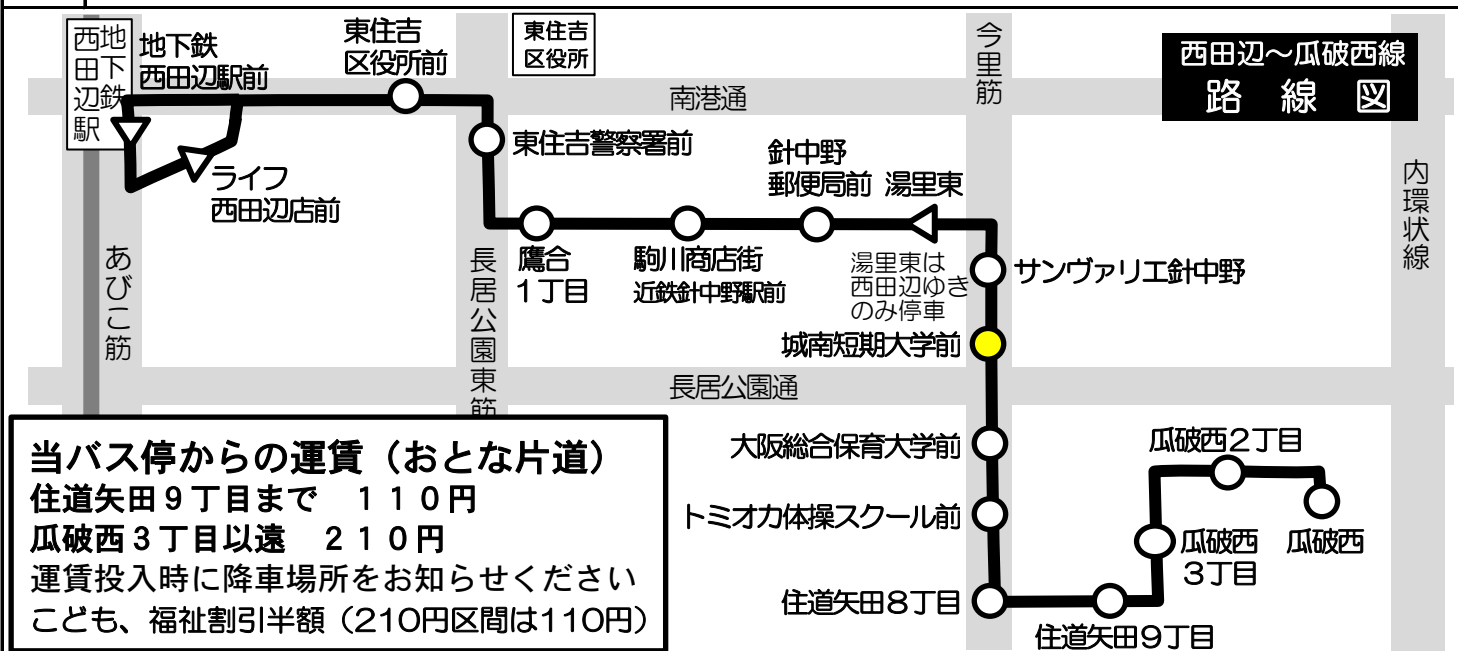 西田辺～瓜破西線
路線図
地下鉄
西田辺駅
地下鉄
西田辺駅前
東住吉
区役所前
東住吉
区役所
今里筋
南港通
内環状線
東住吉警察署前
ライフ
西田辺店前
針中野
郵便局前
湯里東
あびこ筋
長居公園東筋
鷹合
1丁目
駒川商店街
近鉄針中野駅前
湯里東は
西田辺ゆき
のみ停車
サンヴァリエ針中野
城南短期大学前
長居公園通
大阪総合保育大学前
トミオカ体操スクール前
住道矢田8丁目
住道矢田9丁目
瓜破西2丁目
瓜破西
3丁目
瓜破西
当バス停からの運賃（おとな片道）
住道矢田９丁目まで　１１０円
瓜破西３丁目以遠　２１０円
運賃投入時に降車場所をお知らせください
こども、福祉割引半額（210円区間は110円）